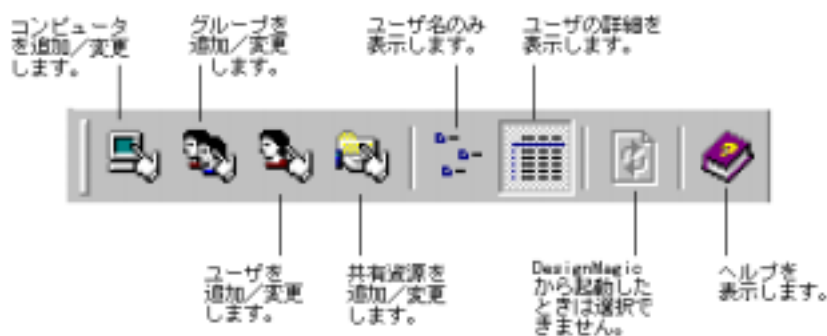 コンピュータ
を追加／変更
します。
グループを
追加／変更
します。
ユーザ名のみ
表示します。
ユーザの詳細を
表示します。
ユーザを
追加／変更
します。
共有資源を
追加／変更
します。
DesignMagic
から起動した
ときは選択で
きません。
ヘルプを
表示します。